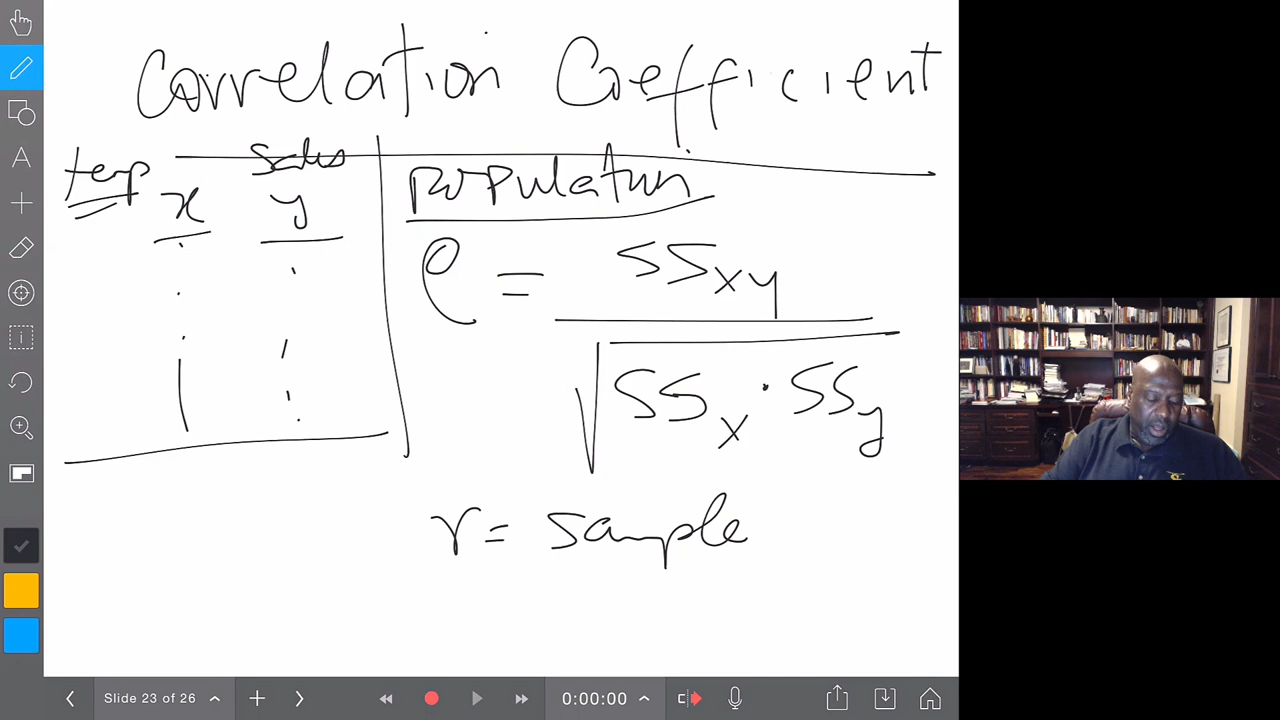 Correlation Coefficient
temp sales
x y
population
ρ = SSxy
√SSx · SSy
r = sample
Slide 23 of 26
0:00:00